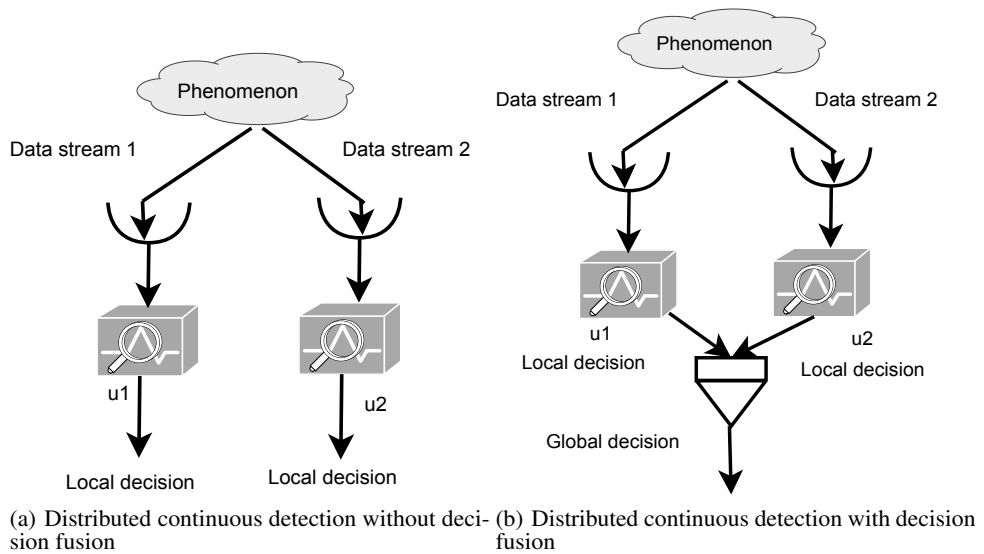 Phenomenon
Data stream 1
Data stream 2
u1
u2
Local decision
Local decision
(a) Distributed continuous detection without deci-
sion fusion
Phenomenon
Data stream 1
Data stream 2
u1
u2
Local decision
Local decision
Global decision
(b) Distributed continuous detection with decision
fusion